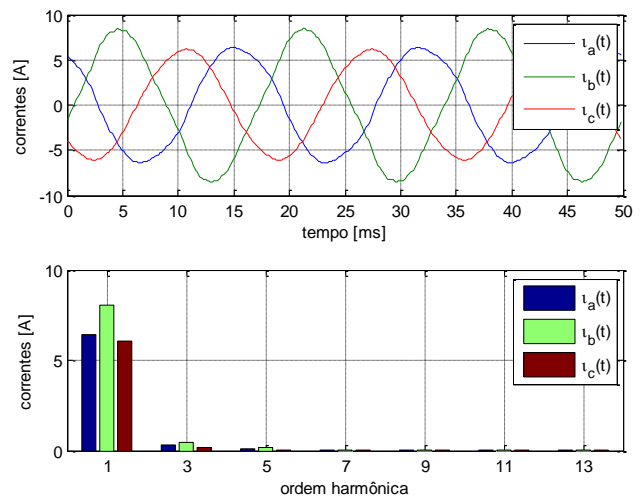 correntes [A]
10
5
0
-5
-10
0 5 10 15 20 25 30 35 40 45 50
tempo [ms]
ιa(t)
ιb(t)
ιc(t)
correntes [A]
10
5
0
1 3 5 7 9 11 13
ordem harmônica
ιa(t)
ιb(t)
ιc(t)